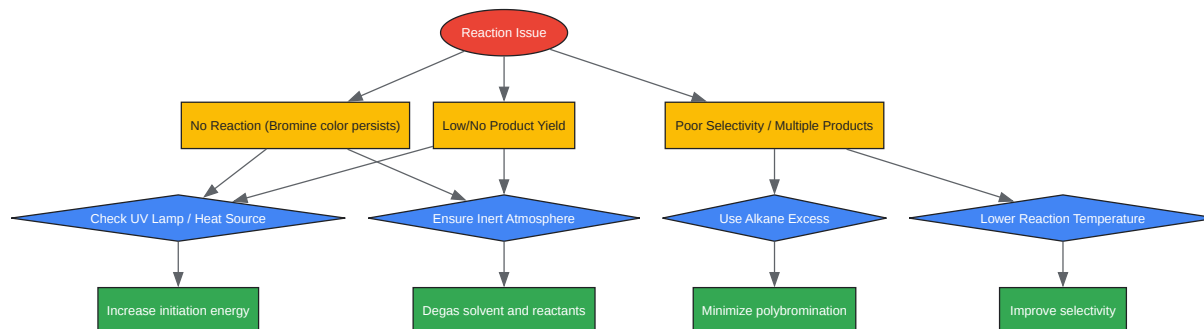 Reaction Issue
No Reaction (Bromine color persists)
Low/No Product Yield
Poor Selectivity / Multiple Products
Check UV Lamp / Heat Source
Ensure Inert Atmosphere
Use Alkane Excess
Lower Reaction Temperature
Increase initiation energy
Degas solvent and reactants
Minimize polybromination
Improve selectivity